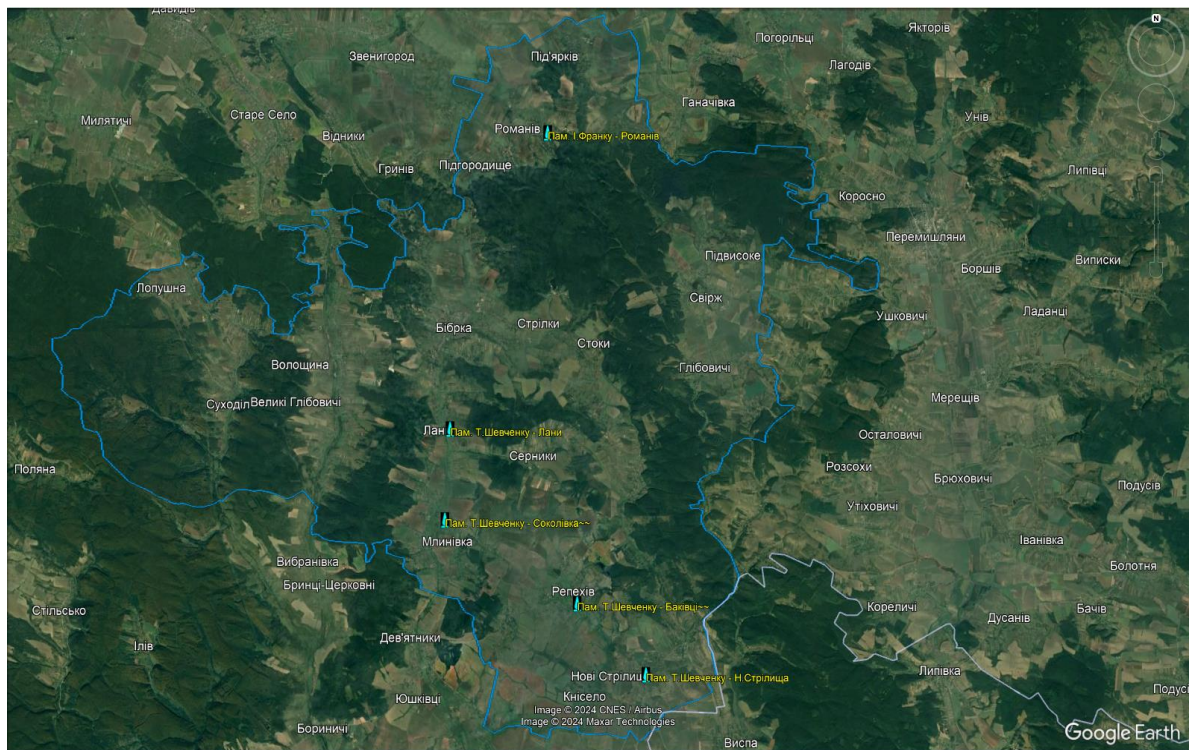 Давидів
N
Якторів
Погорільці
Звенигород
Під'ярків
Лагодів
Ганачівка
Старе Село
Милятичі
Унів
Романів
Пам. І Франку - Романів
Відники
Підгородище
Гринів
Липівці
Коросно
Перемишляни
Підвисоке
Виписки
Боршів
Лопушна
Свірж
Ладанці
Ушковичі
Стрілки
Бібрка
Стоки
Волощина
Глібовичі
Мерещів
Суходіл
Великі Глібовичі
Лани
Пам. Т.Шевченку - Лани
Осталовичі
Серники
Розсохи
Поляна
Брюховичі
Подусів
Утіховичі
Пам. Т.Шевченку - Соколівка~~
Млинівка
Іванівка
Вибранівка
Болотня
Бринці-Церковні
Репехів
Пам. Т.Шевченку - Баківці~~
Кореличі
Бачів
Стільсько
Дусанів
Дев'ятники
Ілів
Липівка
Нові Стрілища
Пам. Т.Шевченку - Н.Стрілища
Юшківці
Кнісело
Image © 2024 CNES / Airbus
Image © 2024 Maxar Technologies
Бориничі
Виспа
Google Earth